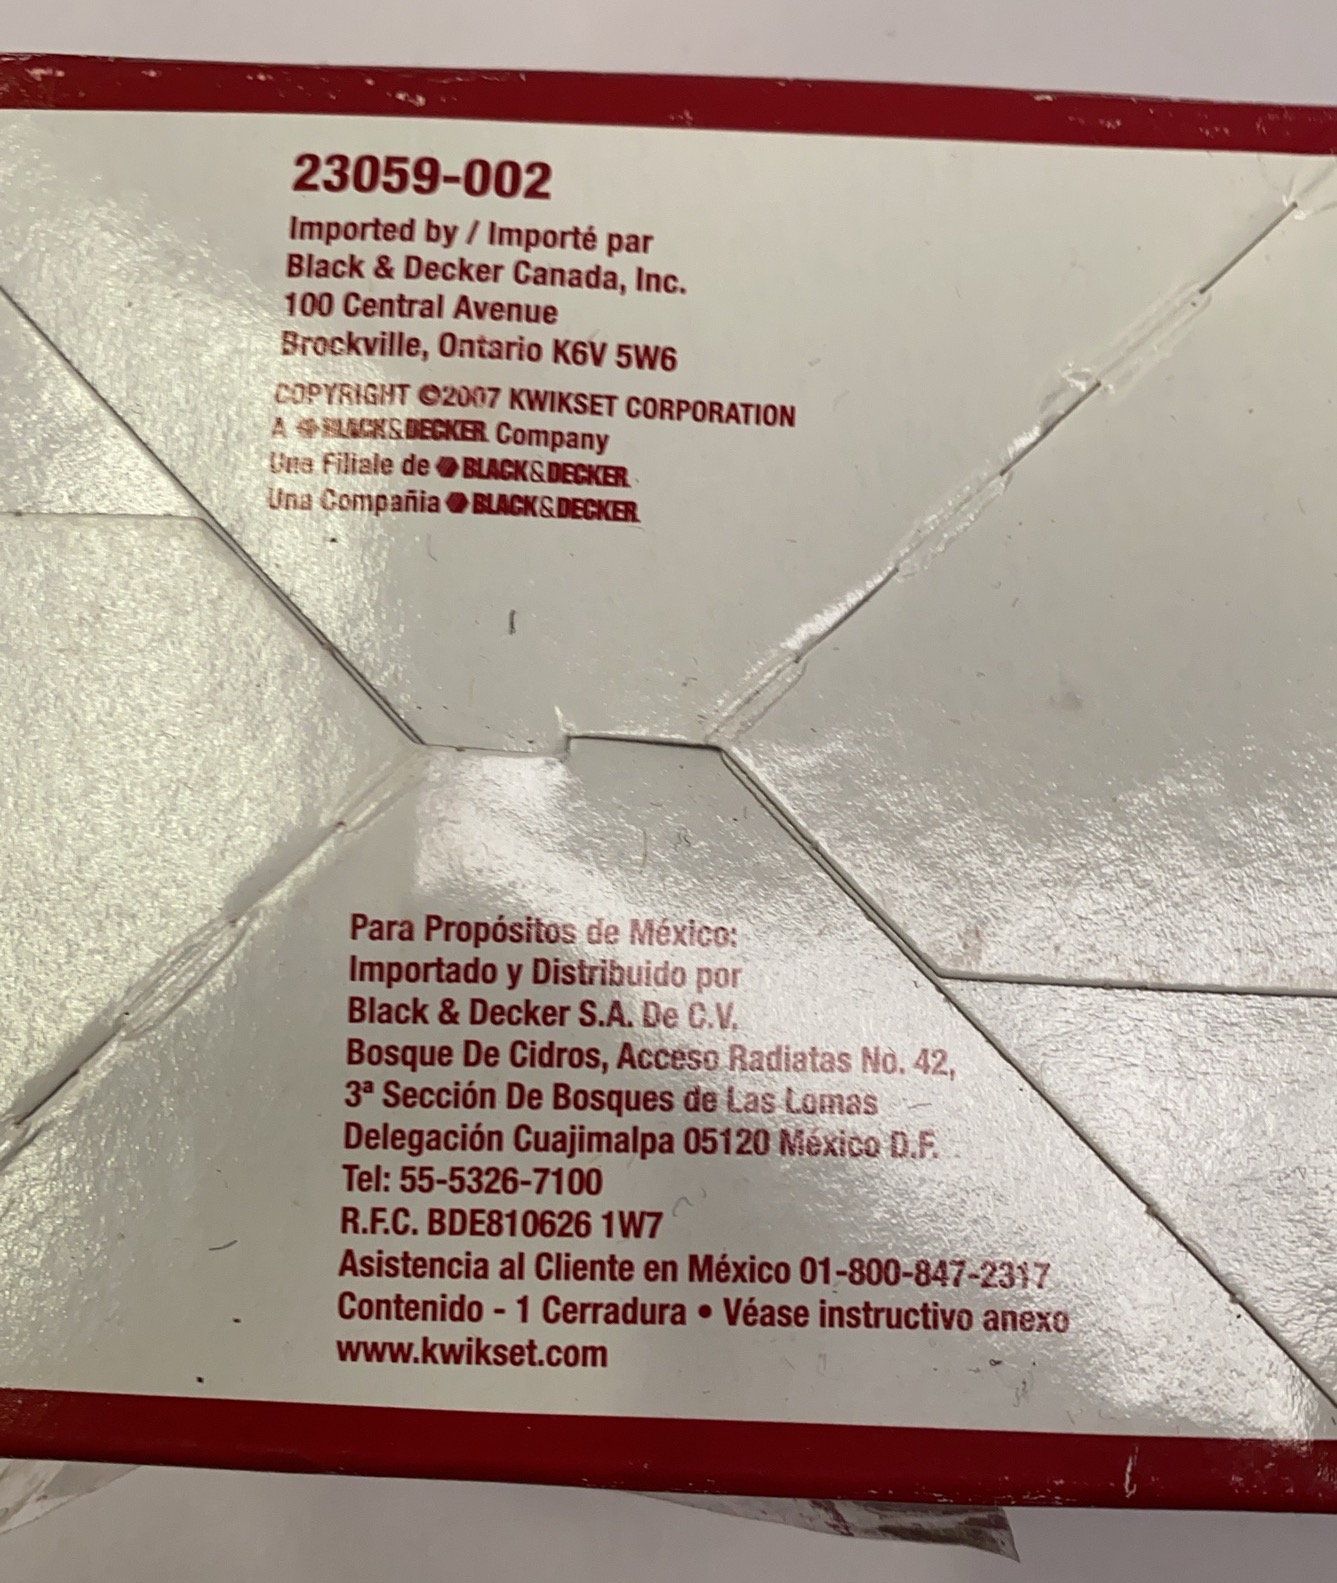 23059-002
Imported by / Importé par
Black & Decker Canada, Inc.
100 Central Avenue
Brockville, Ontario K6V 5W6
COPYRIGHT ©2007 KWIKSET CORPORATION
A BLACK&DECKER Company
Una Filiale de BLACK&DECKER
Una Compañia BLACK&DECKER
Para Propósitos de México:
Importado y Distribuido por
Black & Decker S.A. De C.V.
Bosque De Cidros, Acceso Radiatas No. 42,
3ª Sección De Bosques de Las Lomas
Delegación Cuajimalpa 05120 México D.F.
Tel: 55-5326-7100
R.F.C. BDE810626 1W7
Asistencia al Cliente en México 01-800-847-2317
Contenido - 1 Cerradura • Véase instructivo anexo
www.kwikset.com